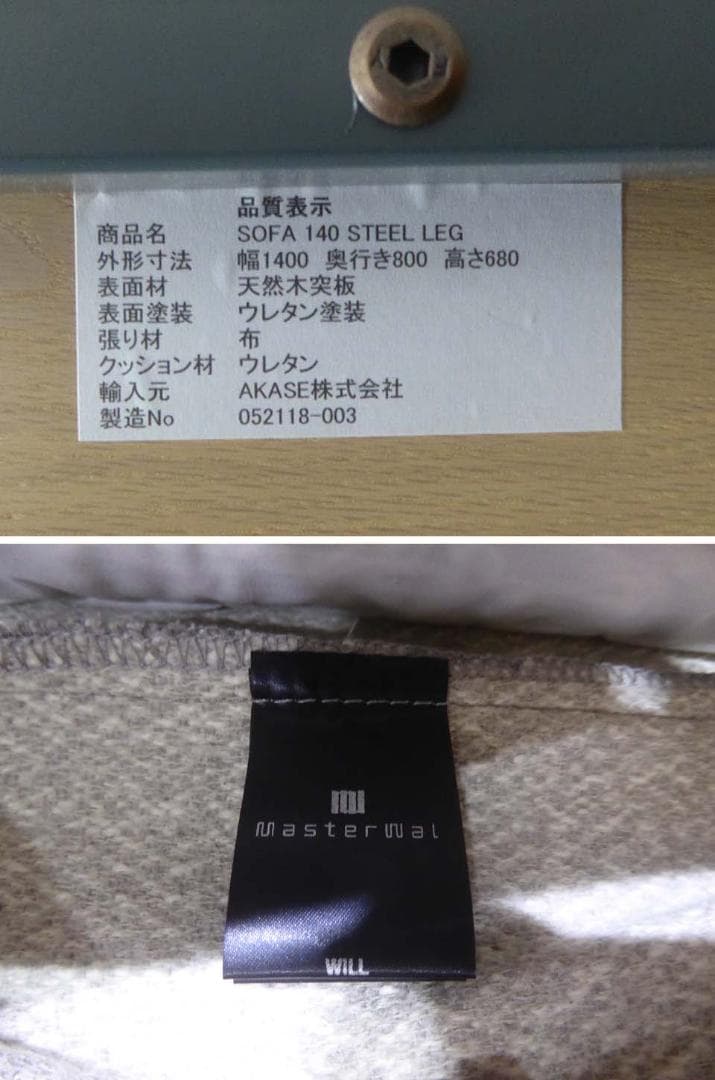 品質表示
商品名 SOFA 140 STEEL LEG
外形寸法 幅1400 奥行き800 高さ680
表面材 天然木突板
表面塗装 ウレタン塗装
張り材 布
クッション材 ウレタン
輸入元 AKASE株式会社
製造No 052118-003
masterwal
WILL